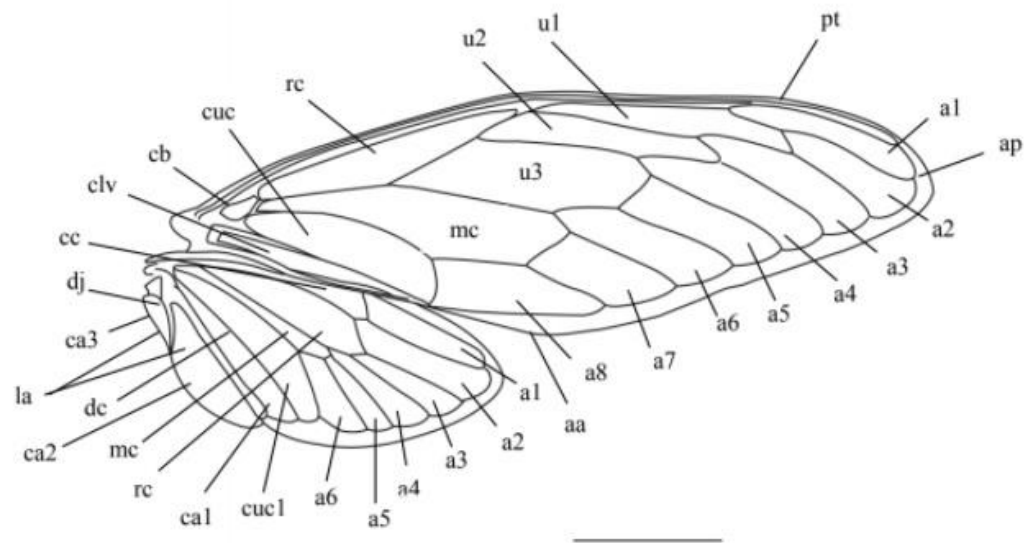 pt
u1
u2
rc
a1
cuc
ap
cb
u3
clv
mc
a2
cc
a3
dj
a4
a5
a6
ca3
a7
a8
la
a1
aa
dc
a2
ca2
mc
a3
rc
a4
a6
cuc1
ca1
a5